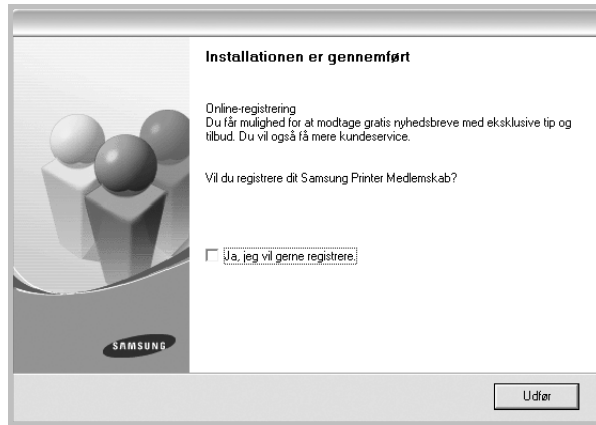 Installationen er gennemført
Online-registrering
Du får mulighed for at modtage gratis nyhedsbreve med eksklusive tip og
tilbud. Du vil også få mere kundeservice.
Vil du registrere dit Samsung Printer Medlemskab?
Ja, jeg vil gerne registrere.
SAMSUNG
Udfør